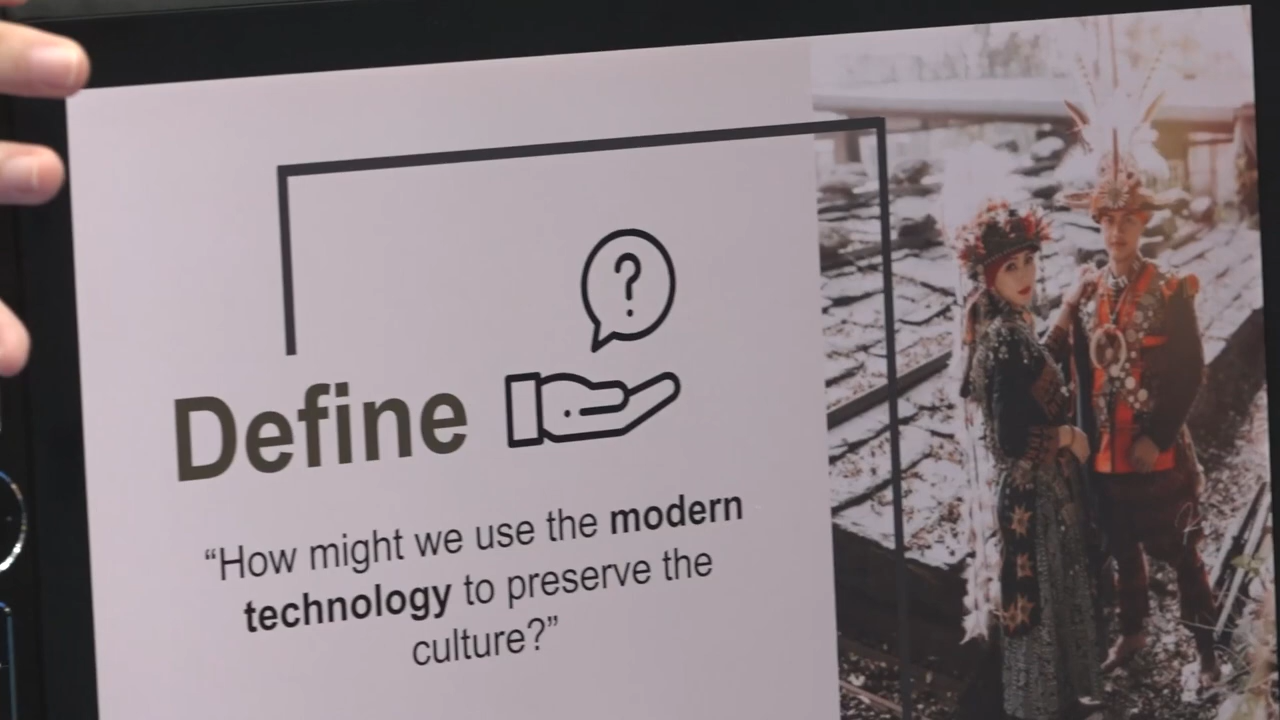 ?
Define
“How might we use the modern
technology to preserve the
culture?”